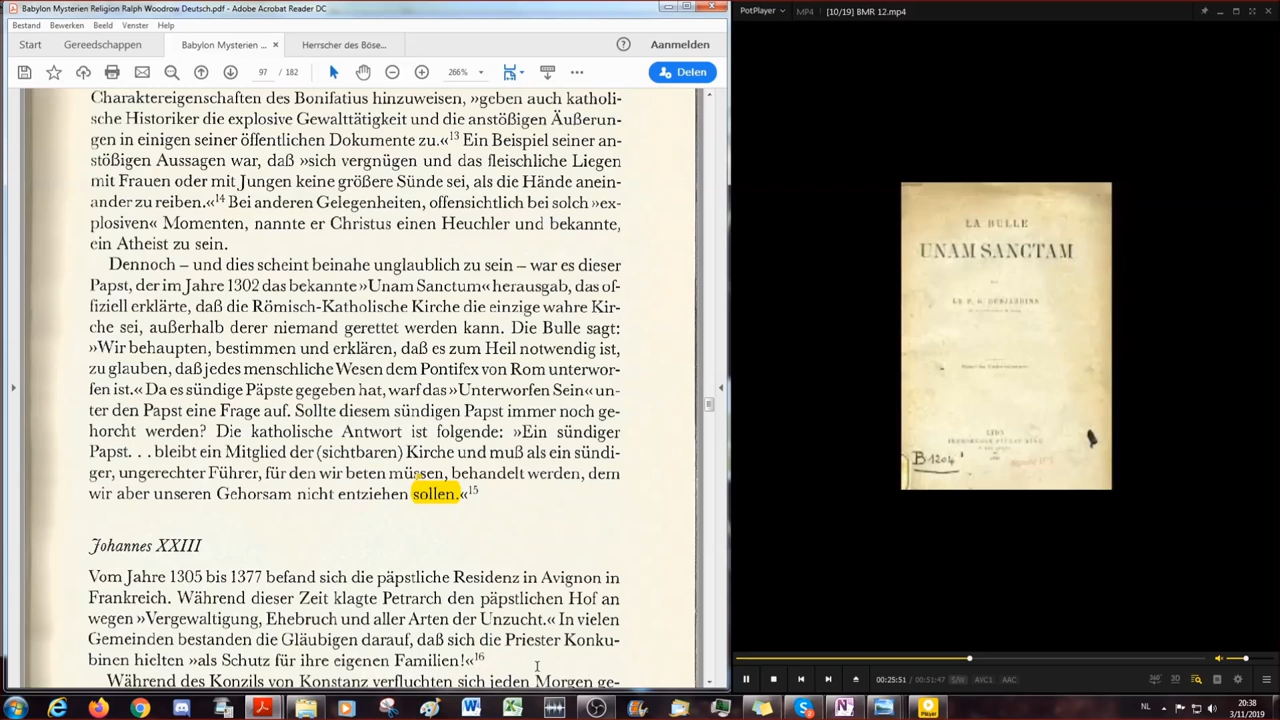 Babylon Mysterien Religion Ralph Woodrow Deutsch.pdf - Adobe Acrobat Reader DC
Bestand Bewerken Beeld Venster Help
Start Gereedschappen Babylon Mysterien ... × Herrscher des Böse... Aanmelden
97 / 182 266% Delen
Charaktereigenschaften des Bonifatius hinzuweisen, »geben auch katholi-
sche Historiker die explosive Gewalttätigkeit und die anstößigen Äußerun-
gen in einigen seiner öffentlichen Dokumente zu.«13 Ein Beispiel seiner an-
stößigen Aussagen war, daß »sich vergnügen und das fleischliche Liegen
mit Frauen oder mit Jungen keine größere Sünde sei, als die Hände anein-
ander zu reiben.«14 Bei anderen Gelegenheiten, offensichtlich bei solch »ex-
plosiven« Momenten, nannte er Christus einen Heuchler und bekannte,
ein Atheist zu sein.
Dennoch – und dies scheint beinahe unglaublich zu sein – war es dieser
Papst, der im Jahre 1302 das bekannte »Unam Sanctum« herausgab, das of-
fiziell erklärte, daß die Römisch-Katholische Kirche die einzige wahre Kir-
che sei, außerhalb derer niemand gerettet werden kann. Die Bulle sagt:
»Wir behaupten, bestimmen und erklären, daß es zum Heil notwendig ist,
zu glauben, daß jedes menschliche Wesen dem Pontifex von Rom unterwor-
fen ist.« Da es sündige Päpste gegeben hat, warf das »Unterworfen Sein« un-
ter den Papst eine Frage auf. Sollte diesem sündigen Papst immer noch ge-
horcht werden? Die katholische Antwort ist folgende: »Ein sündiger
Papst. . . bleibt ein Mitglied der (sichtbaren) Kirche und muß als ein sündi-
ger, ungerechter Führer, für den wir beten müssen, behandelt werden, dem
wir aber unseren Gehorsam nicht entziehen sollen.«15
Johannes XXIII
Vom Jahre 1305 bis 1377 befand sich die päpstliche Residenz in Avignon in
Frankreich. Während dieser Zeit klagte Petrarch den päpstlichen Hof an
wegen »Vergewaltigung, Ehebruch und aller Arten der Unzucht.« In vielen
Gemeinden bestanden die Gläubigen darauf, daß sich die Priester Konku-
binen hielten »als Schutz für ihre eigenen Familien!«16
Während des Konzils von Konstanz verfluchten sich jeden Morgen ge-
PotPlayer MP4 [10/19] BMR 12.mp4
LA BULLE
UNAM SANCTAM
LE P. H. DESJARDINS
LYON
B 1204
00:25:51 / 00:51:47 S/W AVC1 AAC
NL 20:38
3/11/2019